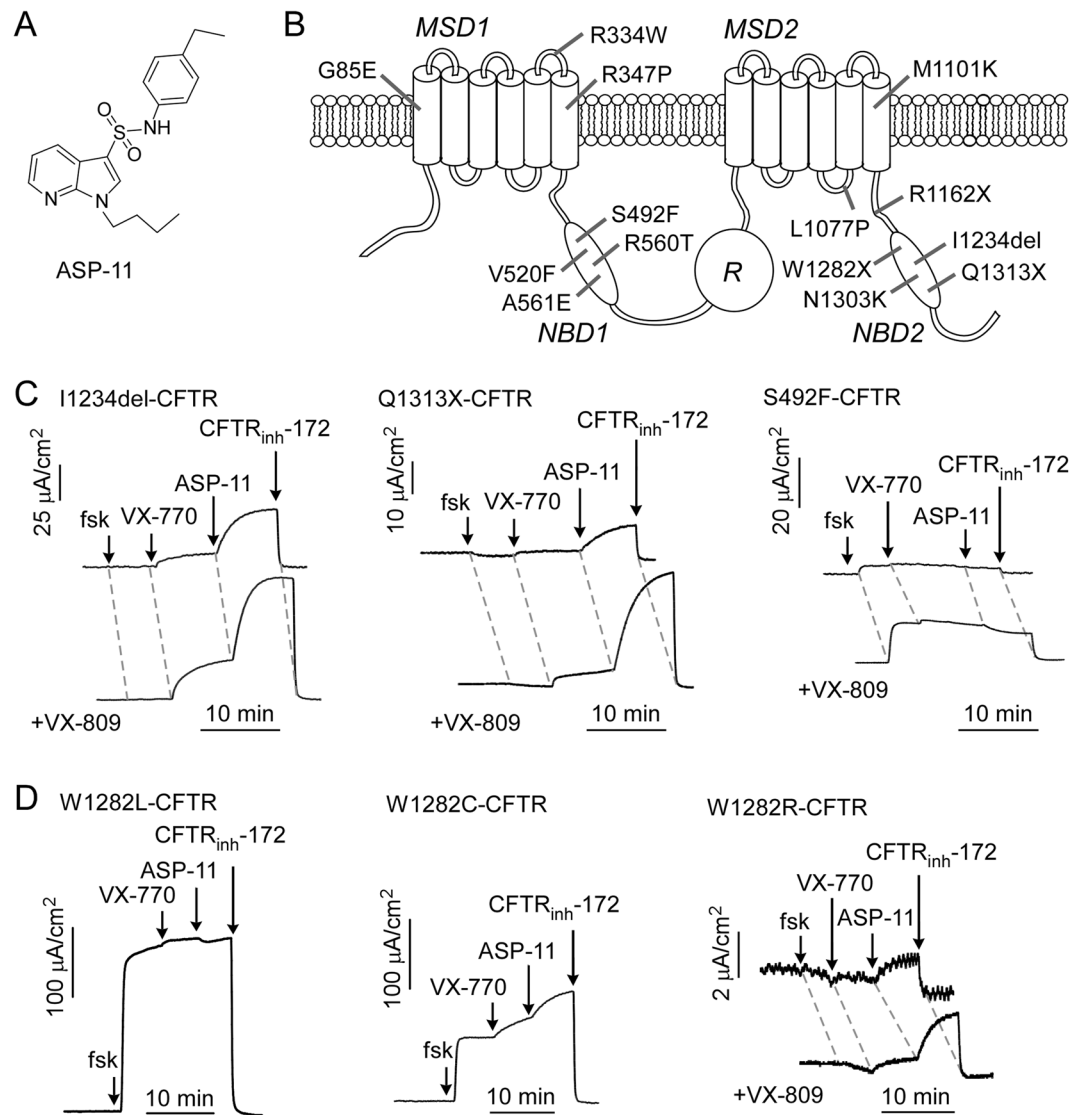 A
O
S
O
NH
N
N
ASP-11
B
MSD1
MSD2
G85E
R334W
R347P
M1101K
S492F
R560T
V520F
A561E
NBD1
R
L1077P
R1162X
I1234del
W1282X
Q1313X
N1303K
NBD2
C
I1234del-CFTR
25 µA/cm²
fsk
VX-770
ASP-11
CFTRinh-172
+VX-809
10 min
Q1313X-CFTR
10 µA/cm²
fsk
VX-770
ASP-11
CFTRinh-172
+VX-809
10 min
S492F-CFTR
20 µA/cm²
fsk
VX-770
ASP-11
CFTRinh-172
+VX-809
10 min
D
W1282L-CFTR
100 µA/cm²
fsk
VX-770
ASP-11
CFTRinh-172
10 min
W1282C-CFTR
100 µA/cm²
fsk
VX-770
ASP-11
CFTRinh-172
10 min
W1282R-CFTR
2 µA/cm²
fsk
VX-770
ASP-11
CFTRinh-172
+VX-809
10 min